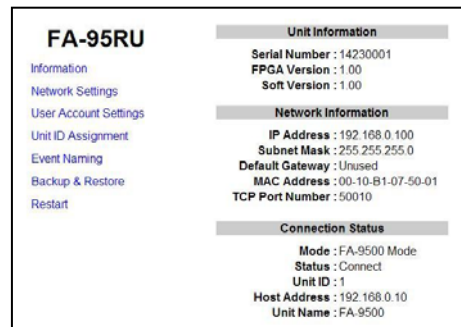 FA-95RU
Information
Network Settings
User Account Settings
Unit ID Assignment
Event Naming
Backup & Restore
Restart
Unit Information
Serial Number : 14230001
FPGA Version : 1.00
Soft Version : 1.00
Network Information
IP Address : 192.168.0.100
Subnet Mask : 255.255.255.0
Default Gateway : Unused
MAC Address : 00-10-B1-07-50-01
TCP Port Number : 50010
Connection Status
Mode : FA-9500 Mode
Status : Connect
Unit ID : 1
Host Address : 192.168.0.10
Unit Name : FA-9500